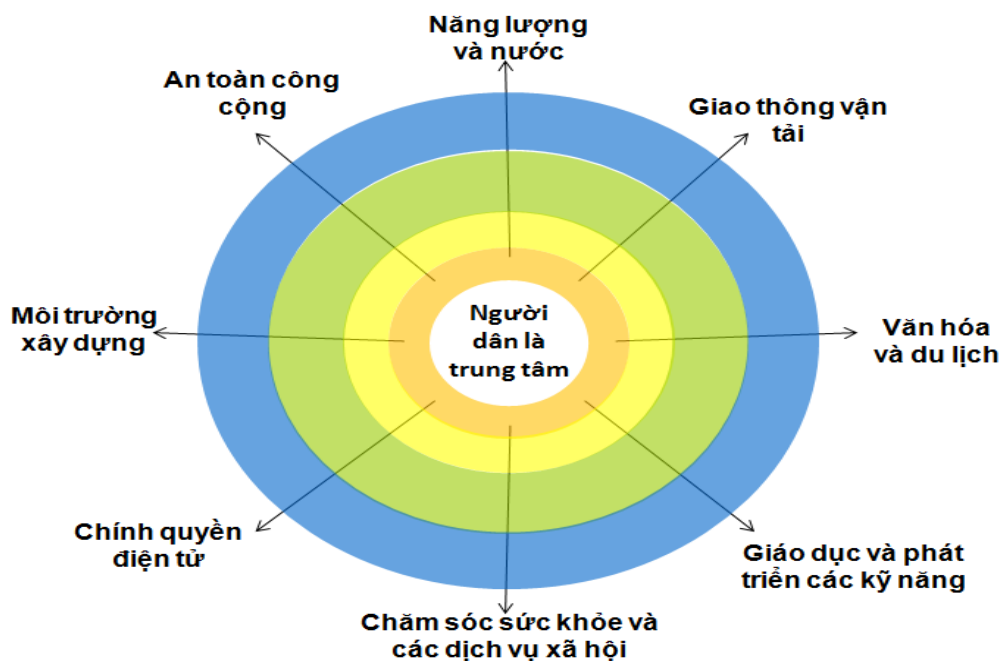 Năng lượng
và nước
An toàn công
cộng
Giao thông vận
tải
Môi trường
xây dựng
Người
dân là
trung tâm
Văn hóa
và du lịch
Chính quyền
điện tử
Giáo dục và phát
triển các kỹ năng
Chăm sóc sức khỏe và
các dịch vụ xã hội